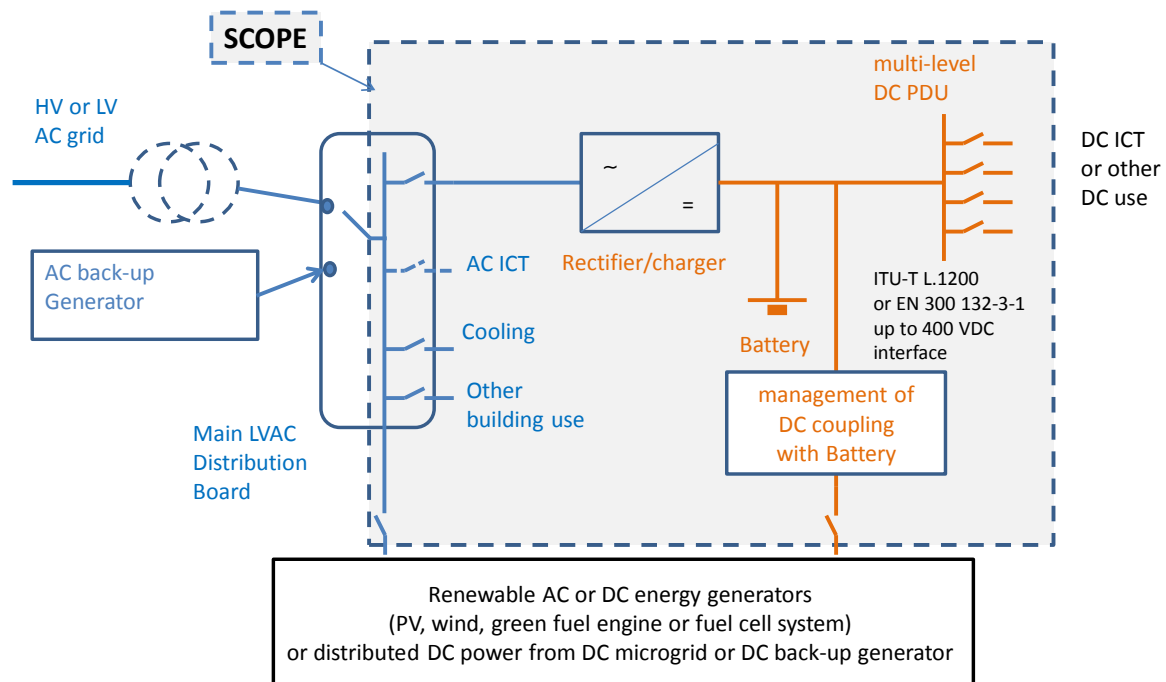 SCOPE
HV or LV
AC grid
AC back-up
Generator
Main LVAC
Distribution
Board
AC ICT
Cooling
Other
building use
~
=
Rectifier/charger
Battery
multi-level
DC PDU
DC ICT
or other
DC use
ITU-T L.1200
or EN 300 132-3-1
up to 400 VDC
interface
management of
DC coupling
with Battery
Renewable AC or DC energy generators
(PV, wind, green fuel engine or fuel cell system)
or distributed DC power from DC microgrid or DC back-up generator